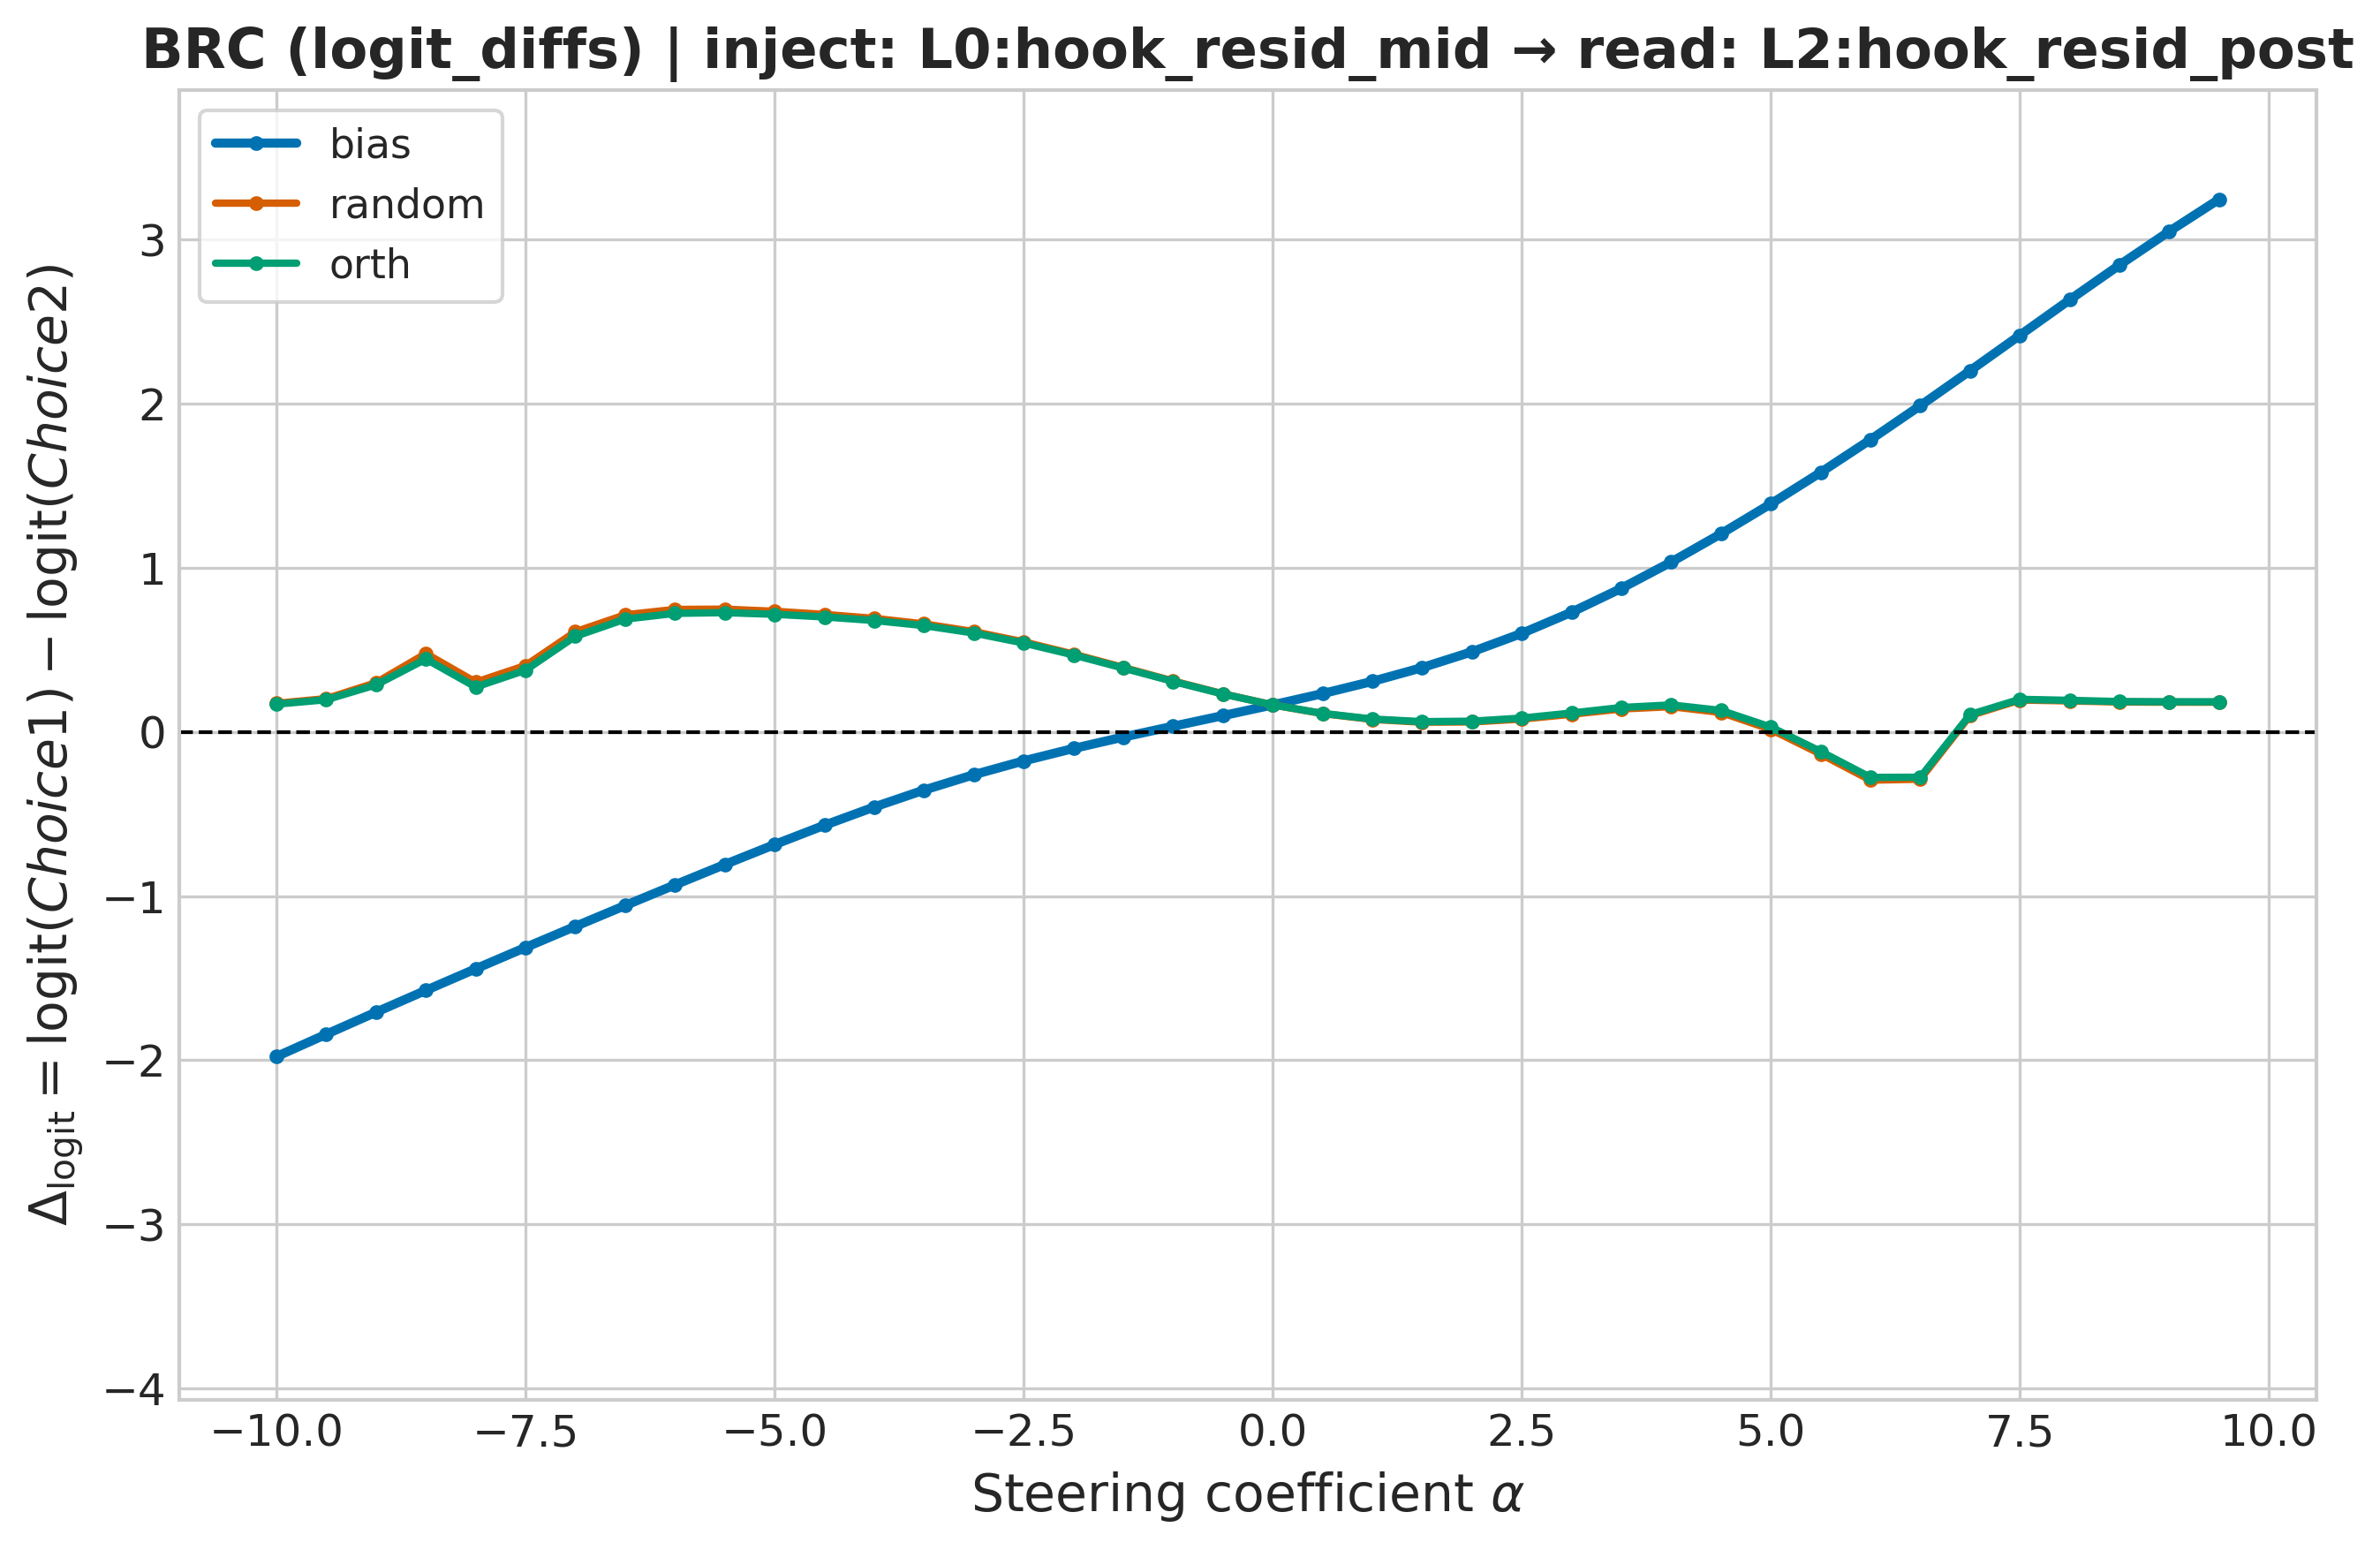 BRC (logit_diffs) | inject: L0:hook_resid_mid → read: L2:hook_resid_post
bias
random
orth
Δlogit = logit(Choice1) − logit(Choice2)
3
2
1
0
−1
−2
−3
−4
−10.0 −7.5 −5.0 −2.5 0.0 2.5 5.0 7.5 10.0
Steering coefficient α